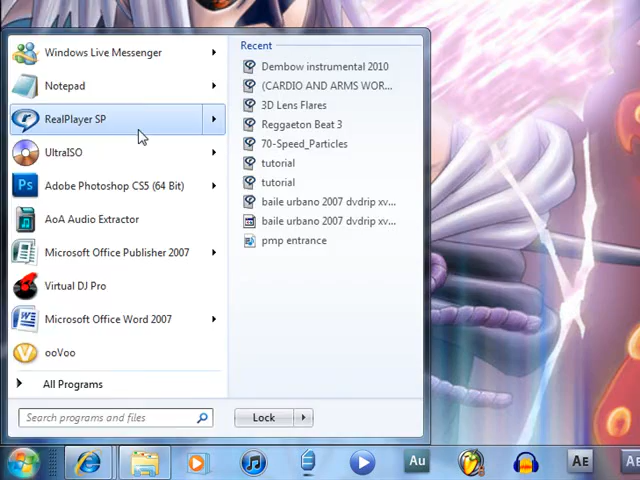 Windows Live Messenger
Notepad
RealPlayer SP
UltraISO
Ps
Adobe Photoshop CS5 (64 Bit)
AoA Audio Extractor
Microsoft Office Publisher 2007
Virtual DJ Pro
Microsoft Office Word 2007
ooVoo
All Programs
Search programs and files
Lock
Recent
Dembow instrumental 2010
(CARDIO AND ARMS WOR...
3D Lens Flares
Reggaeton Beat 3
70-Speed_Particles
tutorial
tutorial
baile urbano 2007 dvdrip xv...
baile urbano 2007 dvdrip xv...
pmp entrance
Au
AE
AE